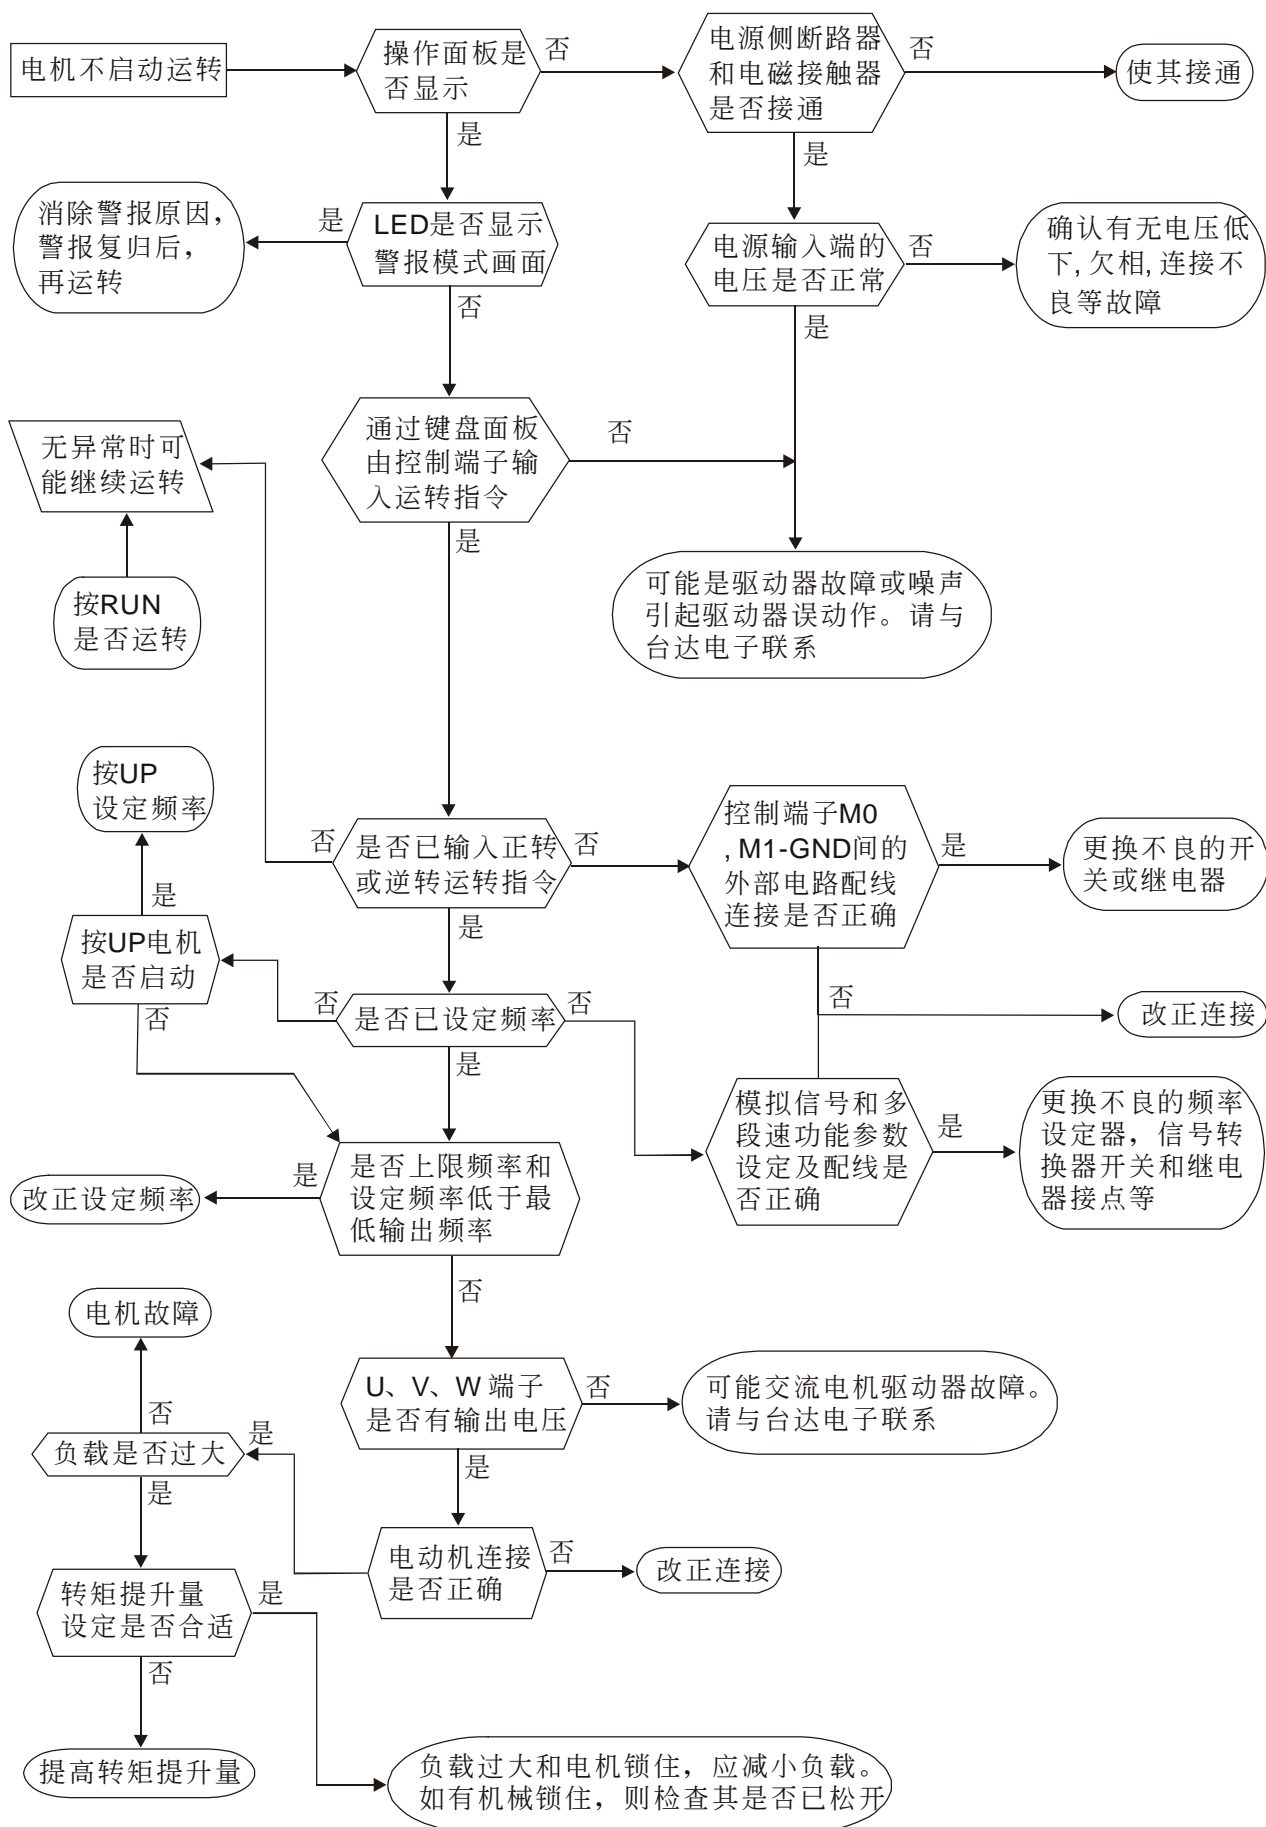 电机不启动运转
操作面板是
否显示
否
电源侧断路器
和电磁接触器
是否接通
否
使其接通
是
是
消除警报原因，
警报复归后，
再运转
是
LED是否显示
警报模式画面
否
电源输入端的
电压是否正常
否
确认有无电压低
下,欠相,连接不
良等故障
是
无异常时可
能继续运转
通过键盘面板
由控制端子输
入运转指令
否
是
按RUN
是否运转
可能是驱动器故障或噪声
引起驱动器误动作。请与
台达电子联系
按UP
设定频率
否
是否已输入正转
或逆转运转指令
否
控制端子M0
, M1-GND间的
外部电路配线
连接是否正确
是
更换不良的开
关或继电器
是
是
按UP电机
是否启动
否
否
是否已设定频率
否
否
改正连接
是
模拟信号和多
段速功能参数
设定及配线是
否正确
是
更换不良的频率
设定器，信号转
换器开关和继电
器接点等
改正设定频率
是
是否上限频率和
设定频率低于最
低输出频率
否
电机故障
否
U、V、W 端子
是否有输出电压
否
可能交流电机驱动器故障。
请与台达电子联系
负载是否过大
是
是
是
电动机连接
是否正确
否
改正连接
转矩提升量
设定是否合适
是
否
提高转矩提升量
负载过大和电机锁住，应减小负载。
如有机械锁住，则检查其是否已松开